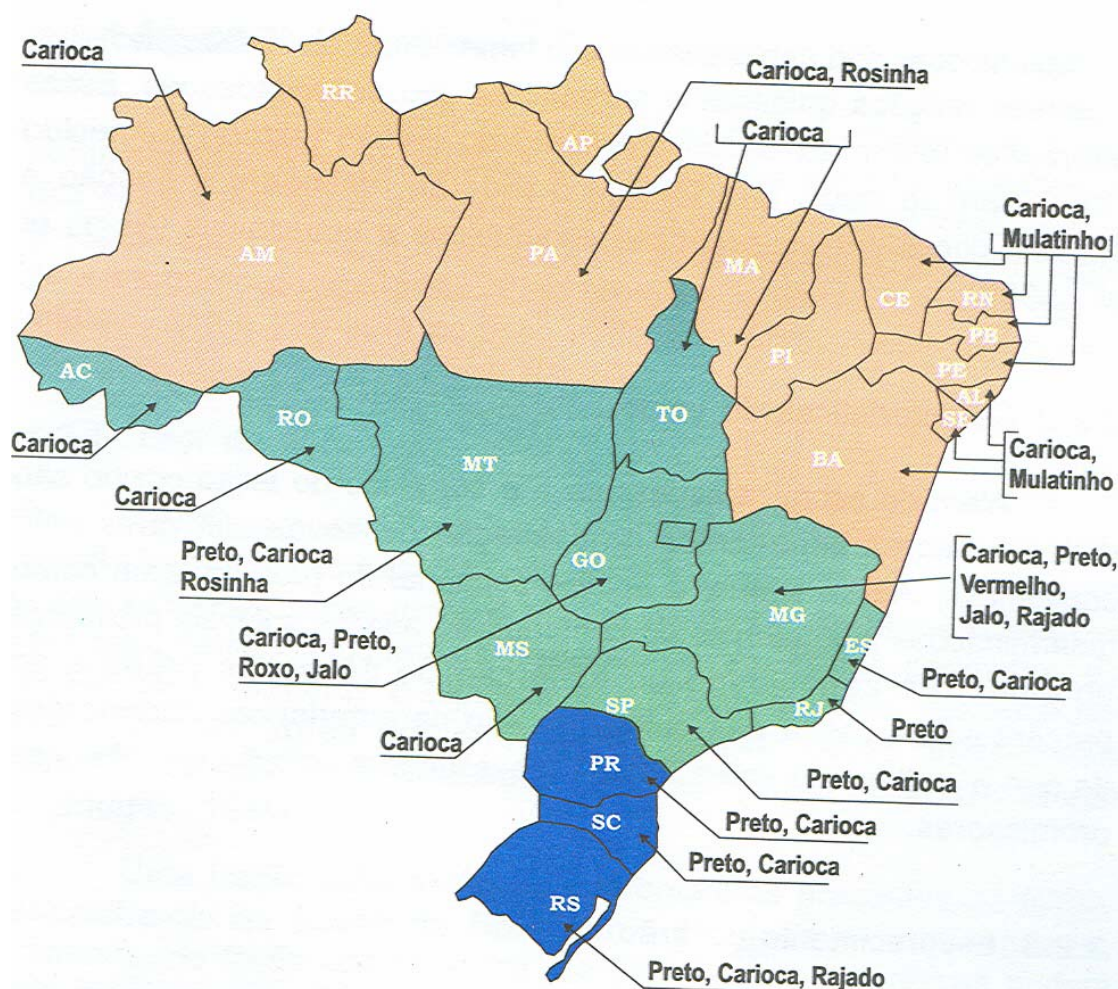 Carioca
RR
Carioca, Rosinha
AP
Carioca
Carioca,
Mulatinho
AM
PA
MA
CE
RN
PB
PI
PE
AC
AL
SE
TO
RO
Carioca
MT
BA
Carioca,
Mulatinho
Carioca
Preto, Carioca
Rosinha
GO
Carioca, Preto,
Vermelho,
Jalo, Rajado
MG
Carioca, Preto,
Roxo, Jalo
MS
ES
Preto, Carioca
SP
RJ
Preto
Carioca
PR
Preto, Carioca
SC
Preto, Carioca
Preto, Carioca
RS
Preto, Carioca, Rajado